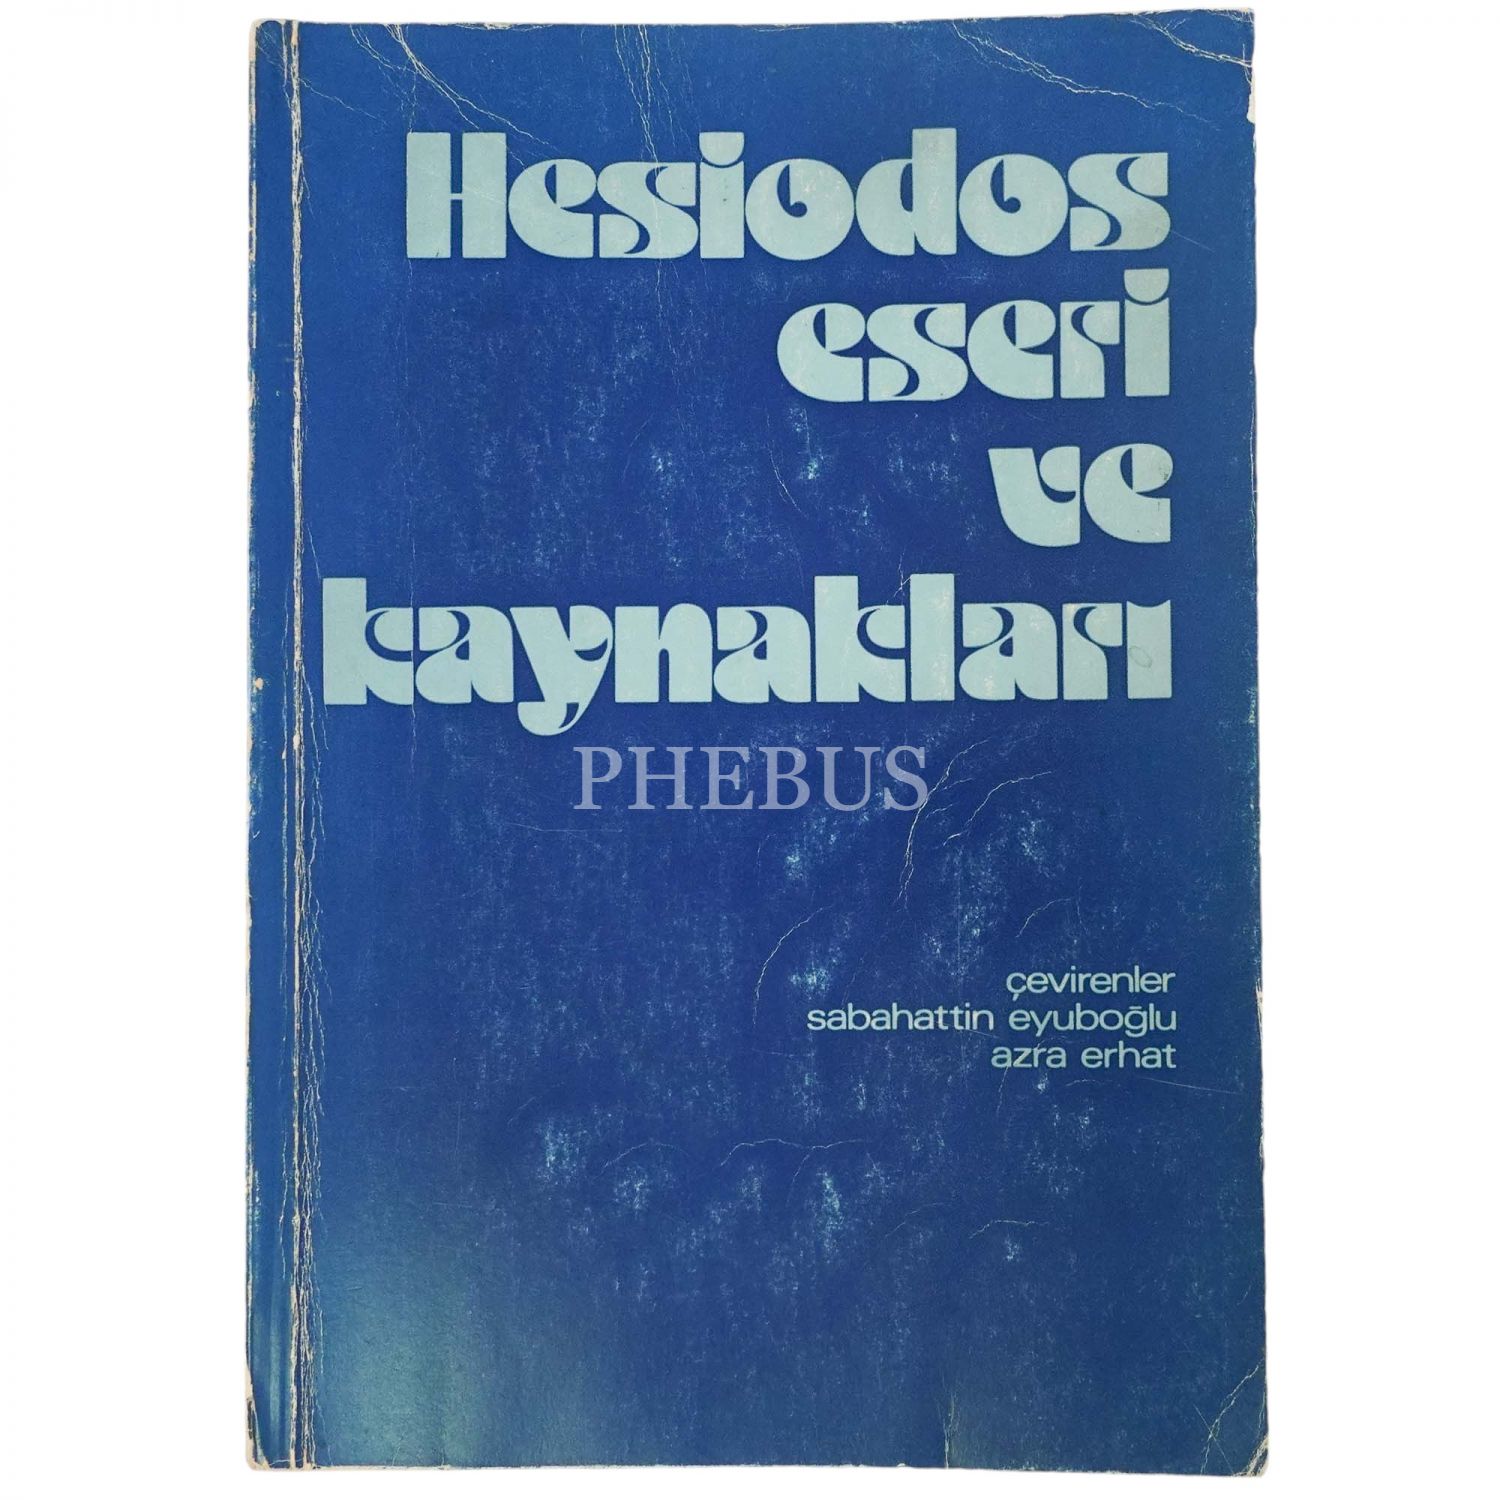 Hesiodos
eseri
ve
kaynakları
PHEBUS
çevirenler
sabahattin eyuboğlu
azra erhat